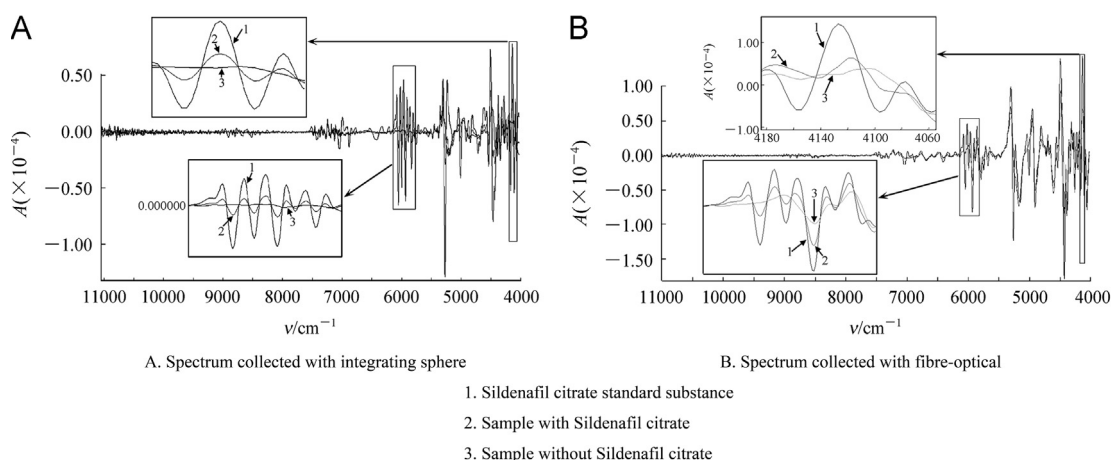 A
B
1
2
3
0.50
0.00
−0.50
−1.00
A(×10−4)
0.000000
1
2
3
11000 10000 9000 8000 7000 6000 5000 4000
ν/cm−1
A(×10−4)
1.00
0.00
−1.00
4180 4140 4100 4060
1
2
3
1.00
0.50
0.00
−0.50
−1.00
−1.50
A(×10−4)
3
1
2
11000 10000 9000 8000 7000 6000 5000 4000
ν/cm−1
A. Spectrum collected with integrating sphere
B. Spectrum collected with fibre-optical
1. Sildenafil citrate standard substance
2. Sample with Sildenafil citrate
3. Sample without Sildenafil citrate